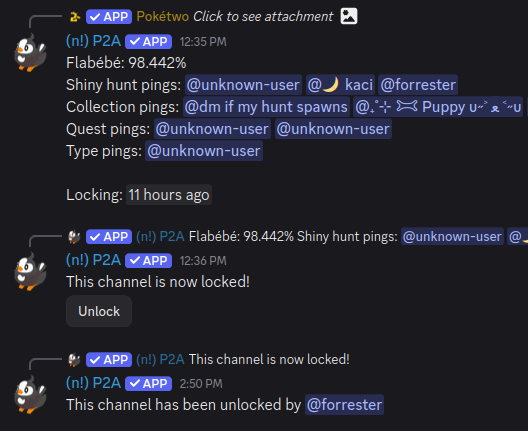 APP Pokétwo Click to see attachment
(n!) P2A APP 12:35 PM
Flabébé: 98.442%
Shiny hunt pings: @unknown-user @🌙 kaci @forrester
Collection pings: @dm if my hunt spawns @ Puppy
Quest pings: @unknown-user @unknown-user
Type pings: @unknown-user
Locking: 11 hours ago
APP (n!) P2A Flabébé: 98.442% Shiny hunt pings: @unknown-user @
(n!) P2A APP 12:36 PM
This channel is now locked!
Unlock
APP (n!) P2A This channel is now locked!
(n!) P2A APP 2:50 PM
This channel has been unlocked by @forrester